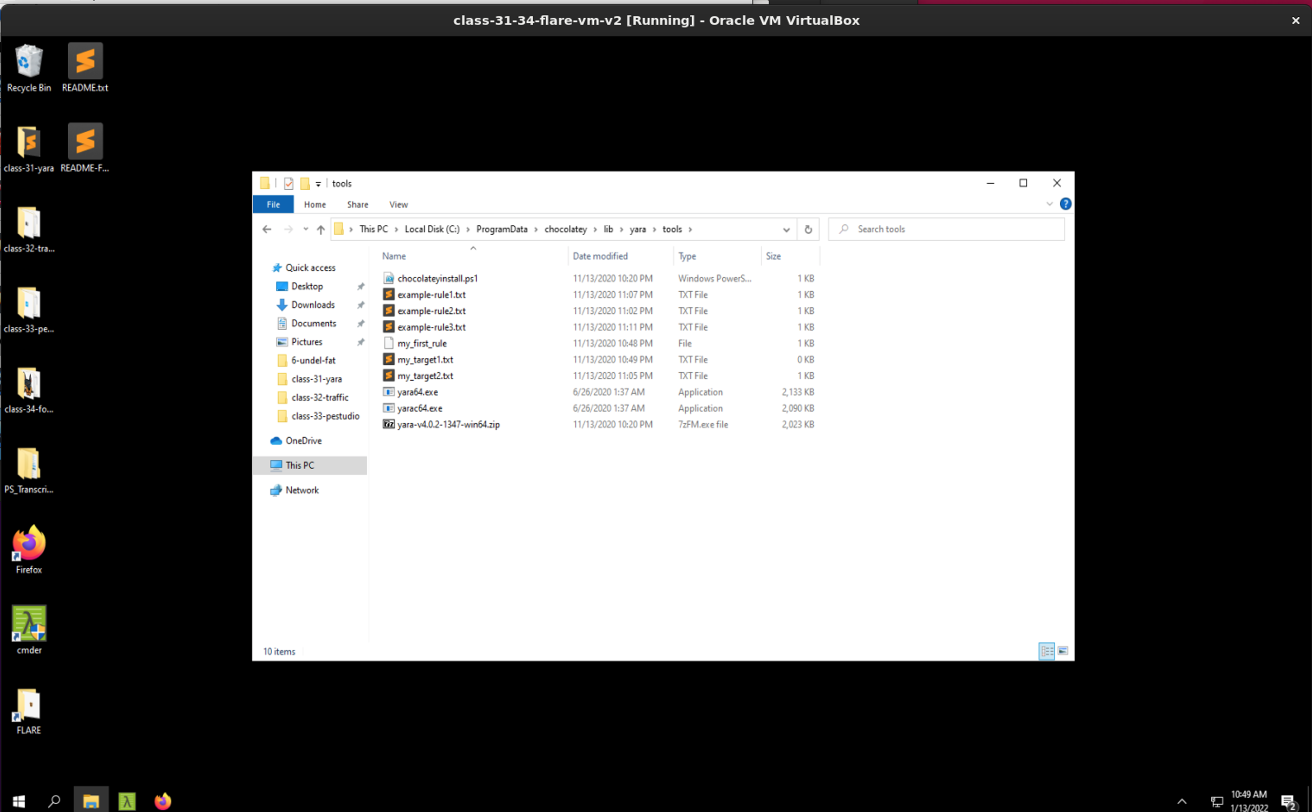 class-31-34-flare-vm-v2 [Running] - Oracle VM VirtualBox
Recycle Bin
README.txt
class-31-yara
README-F...
class-32-tra...
class-33-pe...
class-34-fo...
PS_Transcri...
Firefox
cmder
FLARE
tools
File Home Share View
This PC > Local Disk (C:) > ProgramData > chocolatey > lib > yara > tools >
Search tools
Quick access
Desktop
Downloads
Documents
Pictures
6-undel-fat
class-31-yara
class-32-traffic
class-33-pestudio
OneDrive
This PC
Network
Name Date modified Type Size
chocolateyinstall.ps1 11/13/2020 10:20 PM Windows PowerS... 1 KB
example-rule1.txt 11/13/2020 11:07 PM TXT File 1 KB
example-rule2.txt 11/13/2020 11:02 PM TXT File 1 KB
example-rule3.txt 11/13/2020 11:11 PM TXT File 1 KB
my_first_rule 11/13/2020 10:48 PM File 1 KB
my_target1.txt 11/13/2020 10:49 PM TXT File 0 KB
my_target2.txt 11/13/2020 11:05 PM TXT File 1 KB
yara64.exe 6/26/2020 1:37 AM Application 2,133 KB
yarac64.exe 6/26/2020 1:37 AM Application 2,090 KB
yara-v4.0.2-1347-win64.zip 11/13/2020 10:20 PM 7zFM.exe file 2,023 KB
10 items
10:49 AM
1/13/2022
2